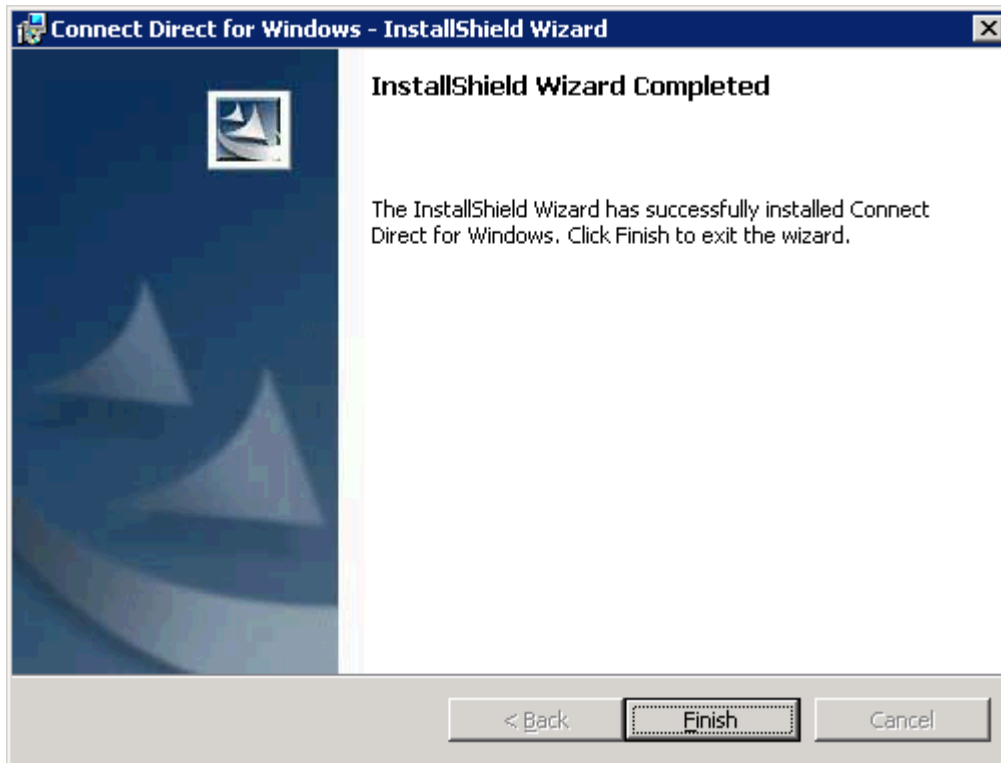 Connect Direct for Windows - InstallShield Wizard
InstallShield Wizard Completed
The InstallShield Wizard has successfully installed Connect
Direct for Windows. Click Finish to exit the wizard.
< Back
Finish
Cancel